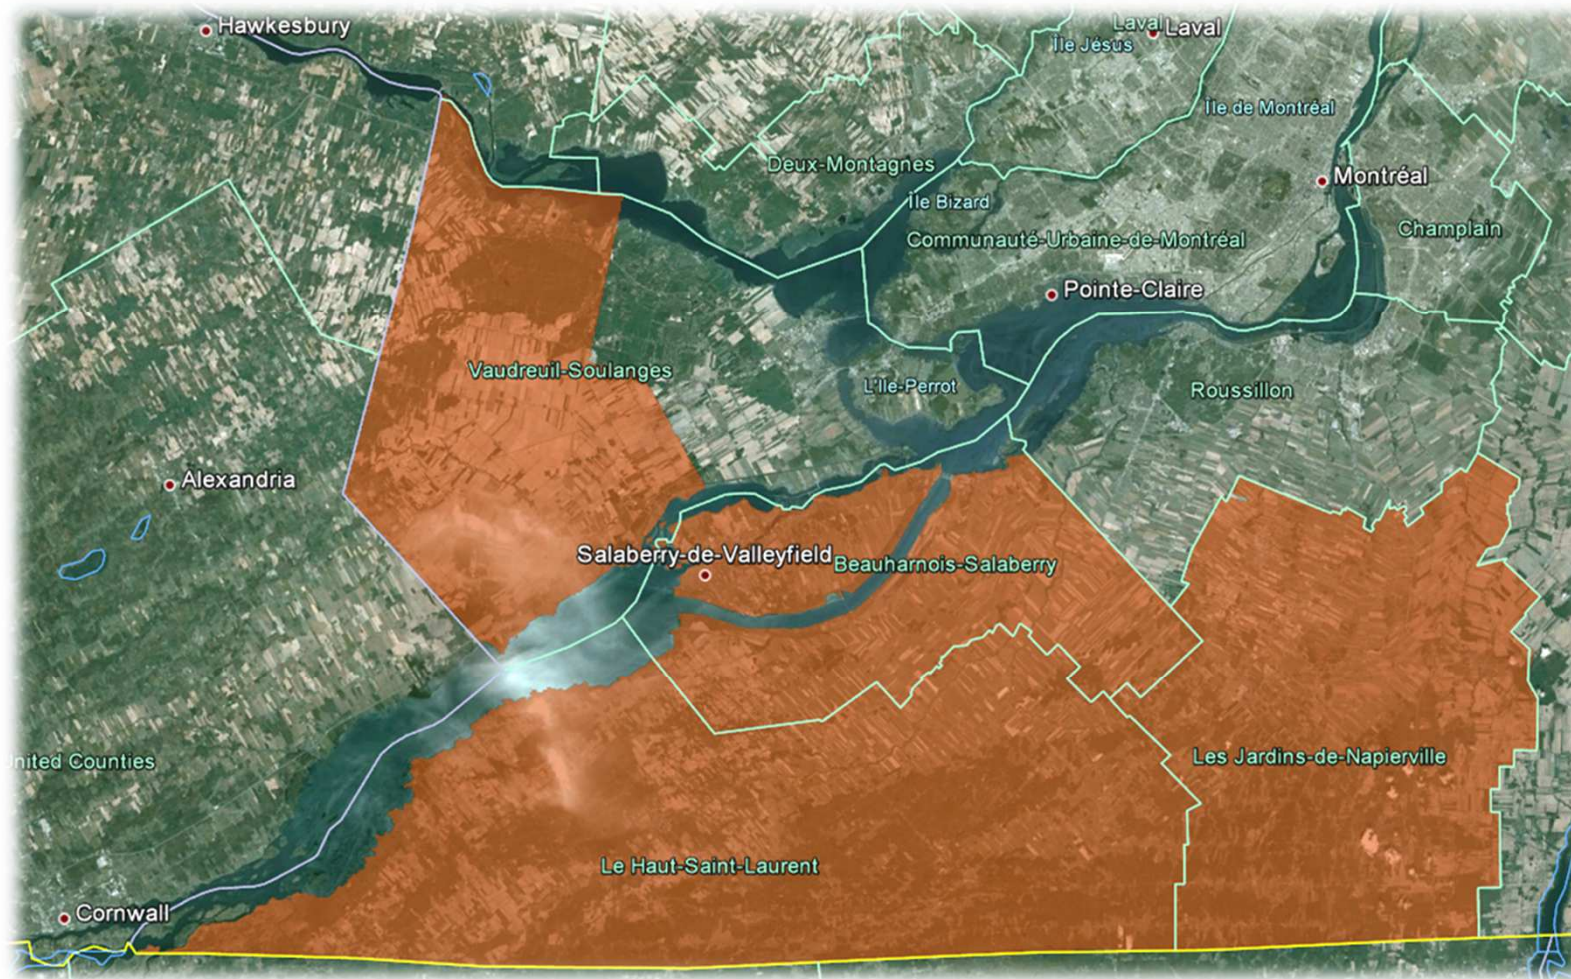 Hawkesbury
Laval
Laval
Île Jésus
Île de Montréal
Deux-Montagnes
Montréal
Île Bizard
Champlain
Communauté-Urbaine-de-Montréal
Pointe-Claire
Vaudreuil-Soulanges
L'Île-Perrot
Roussillon
Alexandria
Salaberry-de-Valleyfield
Beauharnois-Salaberry
United Counties
Les Jardins-de-Napierville
Le Haut-Saint-Laurent
Cornwall